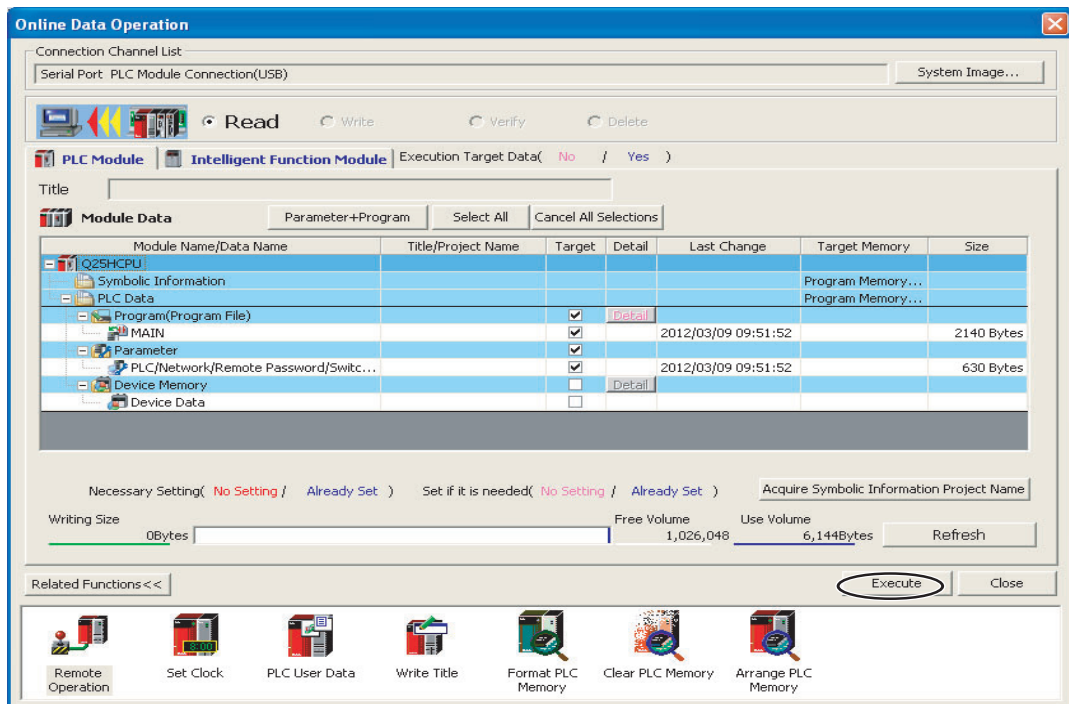 Online Data Operation
Connection Channel List
Serial Port PLC Module Connection(USB)
System Image...
Read Write Verify Delete
PLC Module Intelligent Function Module Execution Target Data( No / Yes )
Title
Module Data Parameter+Program Select All Cancel All Selections
Module Name/Data Name Title/Project Name Target Detail Last Change Target Memory Size
Q25HCPU
Symbolic Information Program Memory...
PLC Data Program Memory...
Program(Program File) Detail
MAIN 2012/03/09 09:51:52 2140 Bytes
Parameter
PLC/Network/Remote Password/Switc... 2012/03/09 09:51:52 630 Bytes
Device Memory Detail
Device Data
Necessary Setting( No Setting / Already Set ) Set if it is needed( No Setting / Already Set ) Acquire Symbolic Information Project Name
Writing Size Free Volume Use Volume
0Bytes 1,026,048 6,144Bytes Refresh
Related Functions<< Execute Close
8:00
Remote Operation
Set Clock
PLC User Data
Write Title
Format PLC Memory
Clear PLC Memory
Arrange PLC Memory